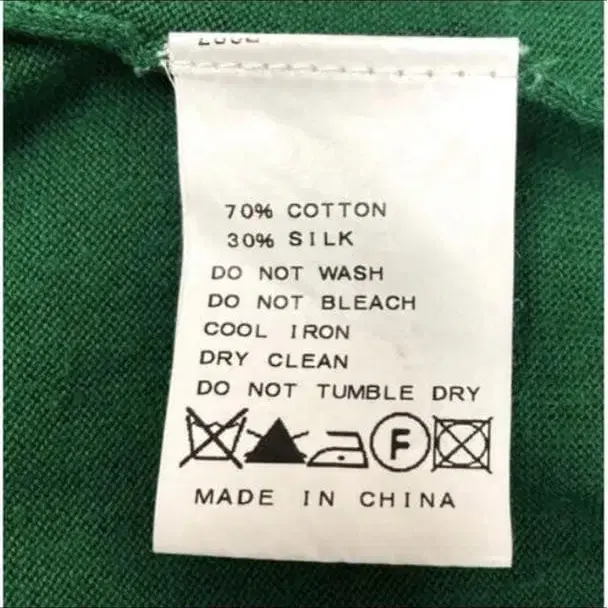 70% COTTON
30% SILK
DO NOT WASH
DO NOT BLEACH
COOL IRON
DRY CLEAN
DO NOT TUMBLE DRY
F
MADE IN CHINA